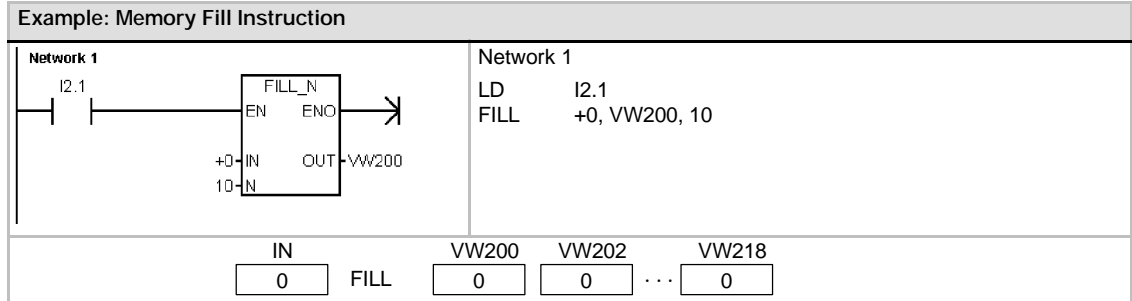 Example: Memory Fill Instruction
Network 1
I2.1
FILL_N
EN ENO
+0 IN OUT VW200
10 N
Network 1
LD I2.1
FILL +0, VW200, 10
IN VW200 VW202 VW218
0 FILL 0 0 . . . 0